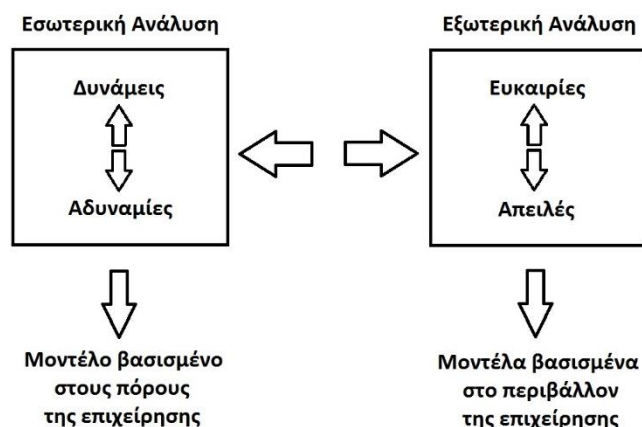 Εσωτερική Ανάλυση
Δυνάμεις
Αδυναμίες
Μοντέλο βασισμένο
στους πόρους
της επιχείρησης
Εξωτερική Ανάλυση
Ευκαιρίες
Απειλές
Μοντέλα βασισμένα
στο περιβάλλον
της επιχείρησης